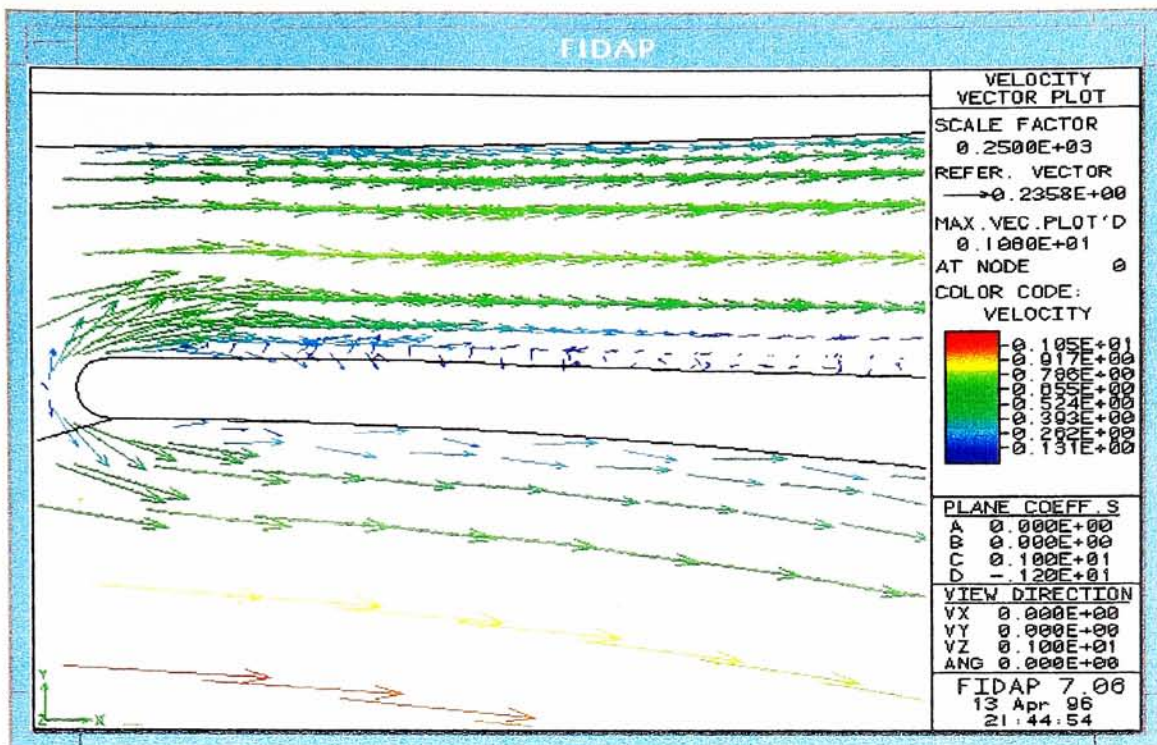 FIDAP
VELOCITY
VECTOR PLOT
SCALE FACTOR
0.2500E+03
REFER. VECTOR
0.2358E+00
MAX.VEC.PLOT'D
0.1080E+01
AT NODE 0
COLOR CODE:
VELOCITY
-0.105E+01
-0.917E+00
-0.786E+00
-0.655E+00
-0.524E+00
-0.393E+00
-0.262E+00
-0.131E+00
PLANE COEFF.S
A 0.000E+00
B 0.000E+00
C 0.100E+01
D -.120E+01
VIEW DIRECTION
VX 0.000E+00
VY 0.000E+00
VZ 0.100E+01
ANG 0.000E+00
FIDAP 7.06
13 Apr 96
21:44:54
Y
Z X